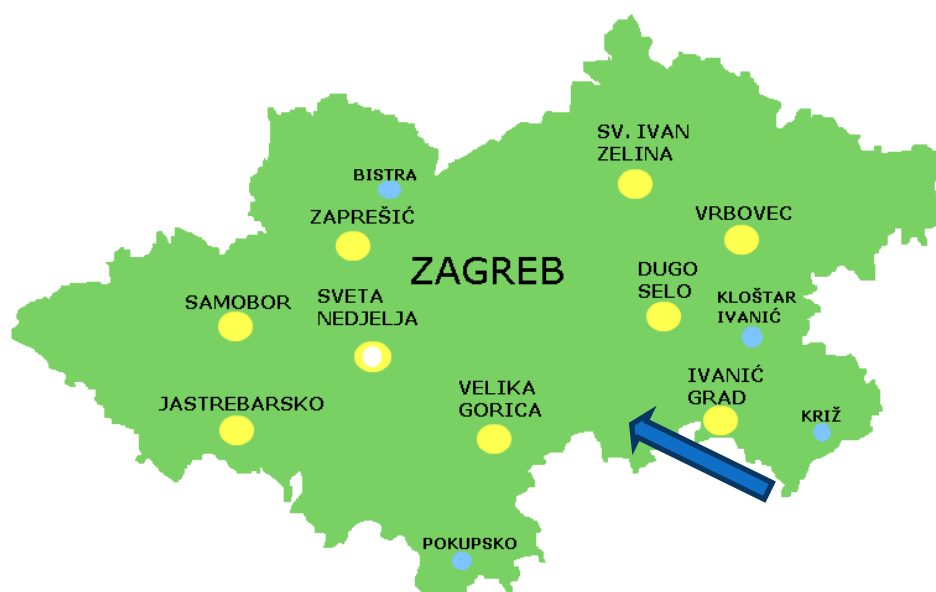 SV. IVAN
ZELINA
BISTRA
ZAPREŠIĆ
VRBOVEC
ZAGREB
DUGO
SELO
KLOŠTAR
IVANIĆ
SAMOBOR
SVETA
NEDJELJA
IVANIĆ
GRAD
JASTREBARSKO
VELIKA
GORICA
KRIŽ
POKUPSKO